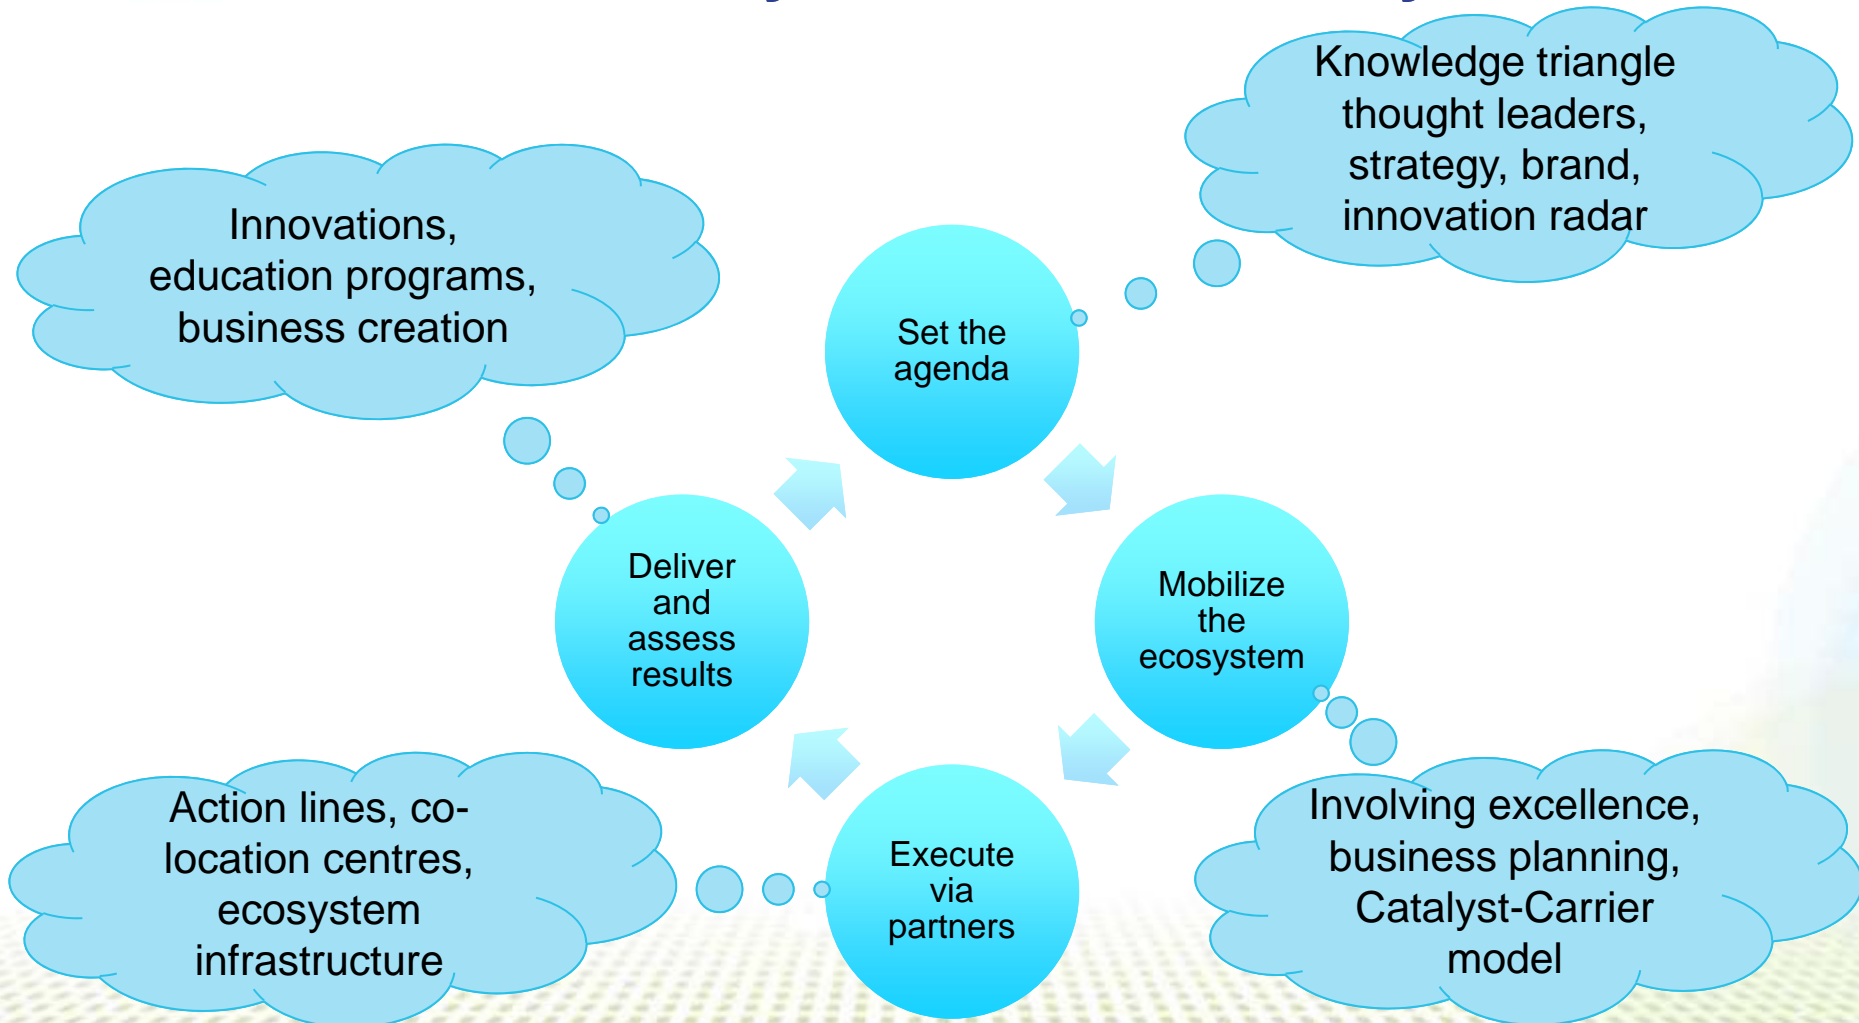 Knowledge triangle
thought leaders,
strategy, brand,
innovation radar
Innovations,
education programs,
business creation
Set the
agenda
Deliver
and
assess
results
Mobilize
the
ecosystem
Action lines, co-
location centres,
ecosystem
infrastructure
Execute
via
partners
Involving excellence,
business planning,
Catalyst-Carrier
model